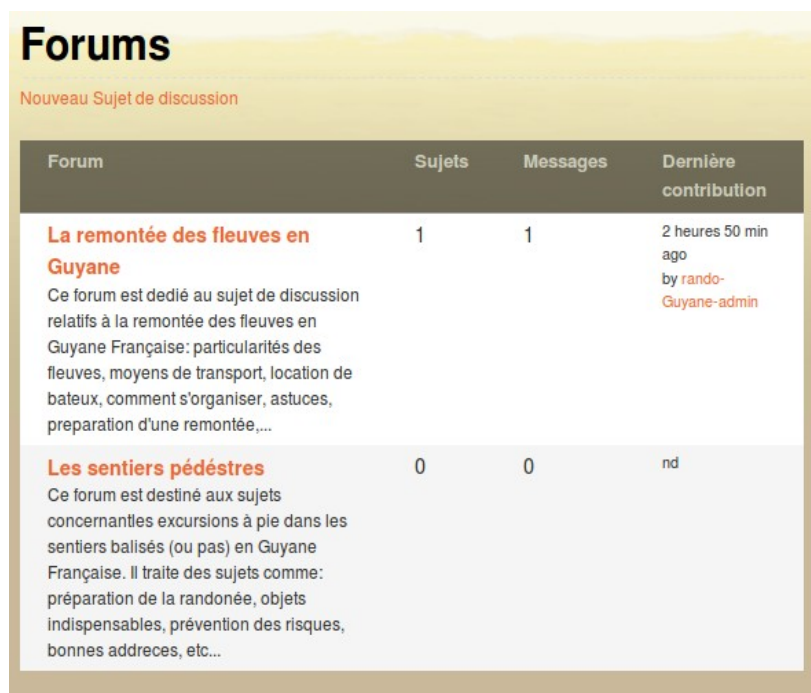 Forums
Nouveau Sujet de discussion
Forum Sujets Messages Dernière contribution
La remontée des fleuves en 1 1 2 heures 50 min
Guyane ago
by rando-
Guyane-admin
Ce forum est dedié au sujet de discussion
relatifs à la remontée des fleuves en
Guyane Française: particularités des
fleuves, moyens de transport, location de
bateux, comment s'organiser, astuces,
preparation d'une remontée,...
Les sentiers pédéstres 0 0 nd
Ce forum est destiné aux sujets
concernantles excursions à pie dans les
sentiers balisés (ou pas) en Guyane
Française. Il traite des sujets comme:
préparation de la randonée, objets
indispensables, prévention des risques,
bonnes addreces, etc...